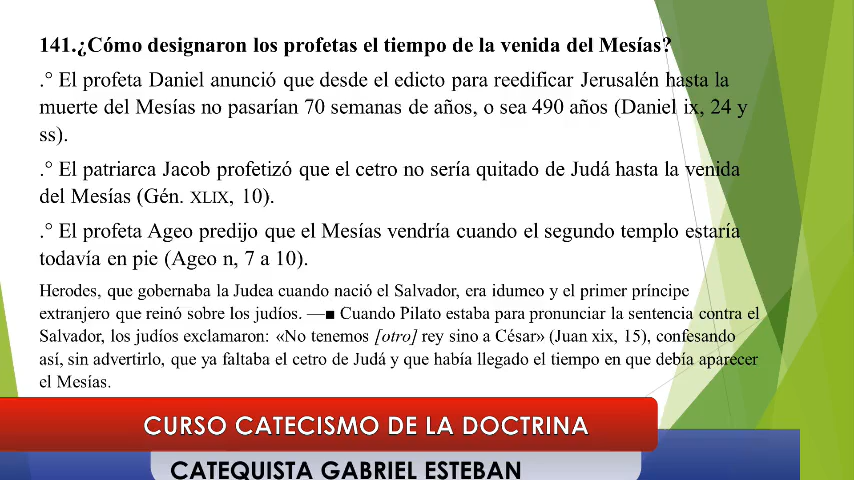 141.¿Cómo designaron los profetas el tiempo de la venida del Mesías?
.° El profeta Daniel anunció que desde el edicto para reedificar Jerusalén hasta la
muerte del Mesías no pasarían 70 semanas de años, o sea 490 años (Daniel ix, 24 y
ss).
.° El patriarca Jacob profetizó que el cetro no sería quitado de Judá hasta la venida
del Mesías (Gén. XLIX, 10).
.° El profeta Ageo predijo que el Mesías vendría cuando el segundo templo estaría
todavía en pie (Ageo n, 7 a 10).
Herodes, que gobernaba la Judea cuando nació el Salvador, era idumeo y el primer príncipe
extranjero que reinó sobre los judíos. —■ Cuando Pilato estaba para pronunciar la sentencia contra el
Salvador, los judíos exclamaron: «No tenemos [otro] rey sino a César» (Juan xix, 15), confesando
así, sin advertirlo, que ya faltaba el cetro de Judá y que había llegado el tiempo en que debía aparecer
el Mesías.
CURSO CATECISMO DE LA DOCTRINA
CATEQUISTA GABRIEL ESTEBAN